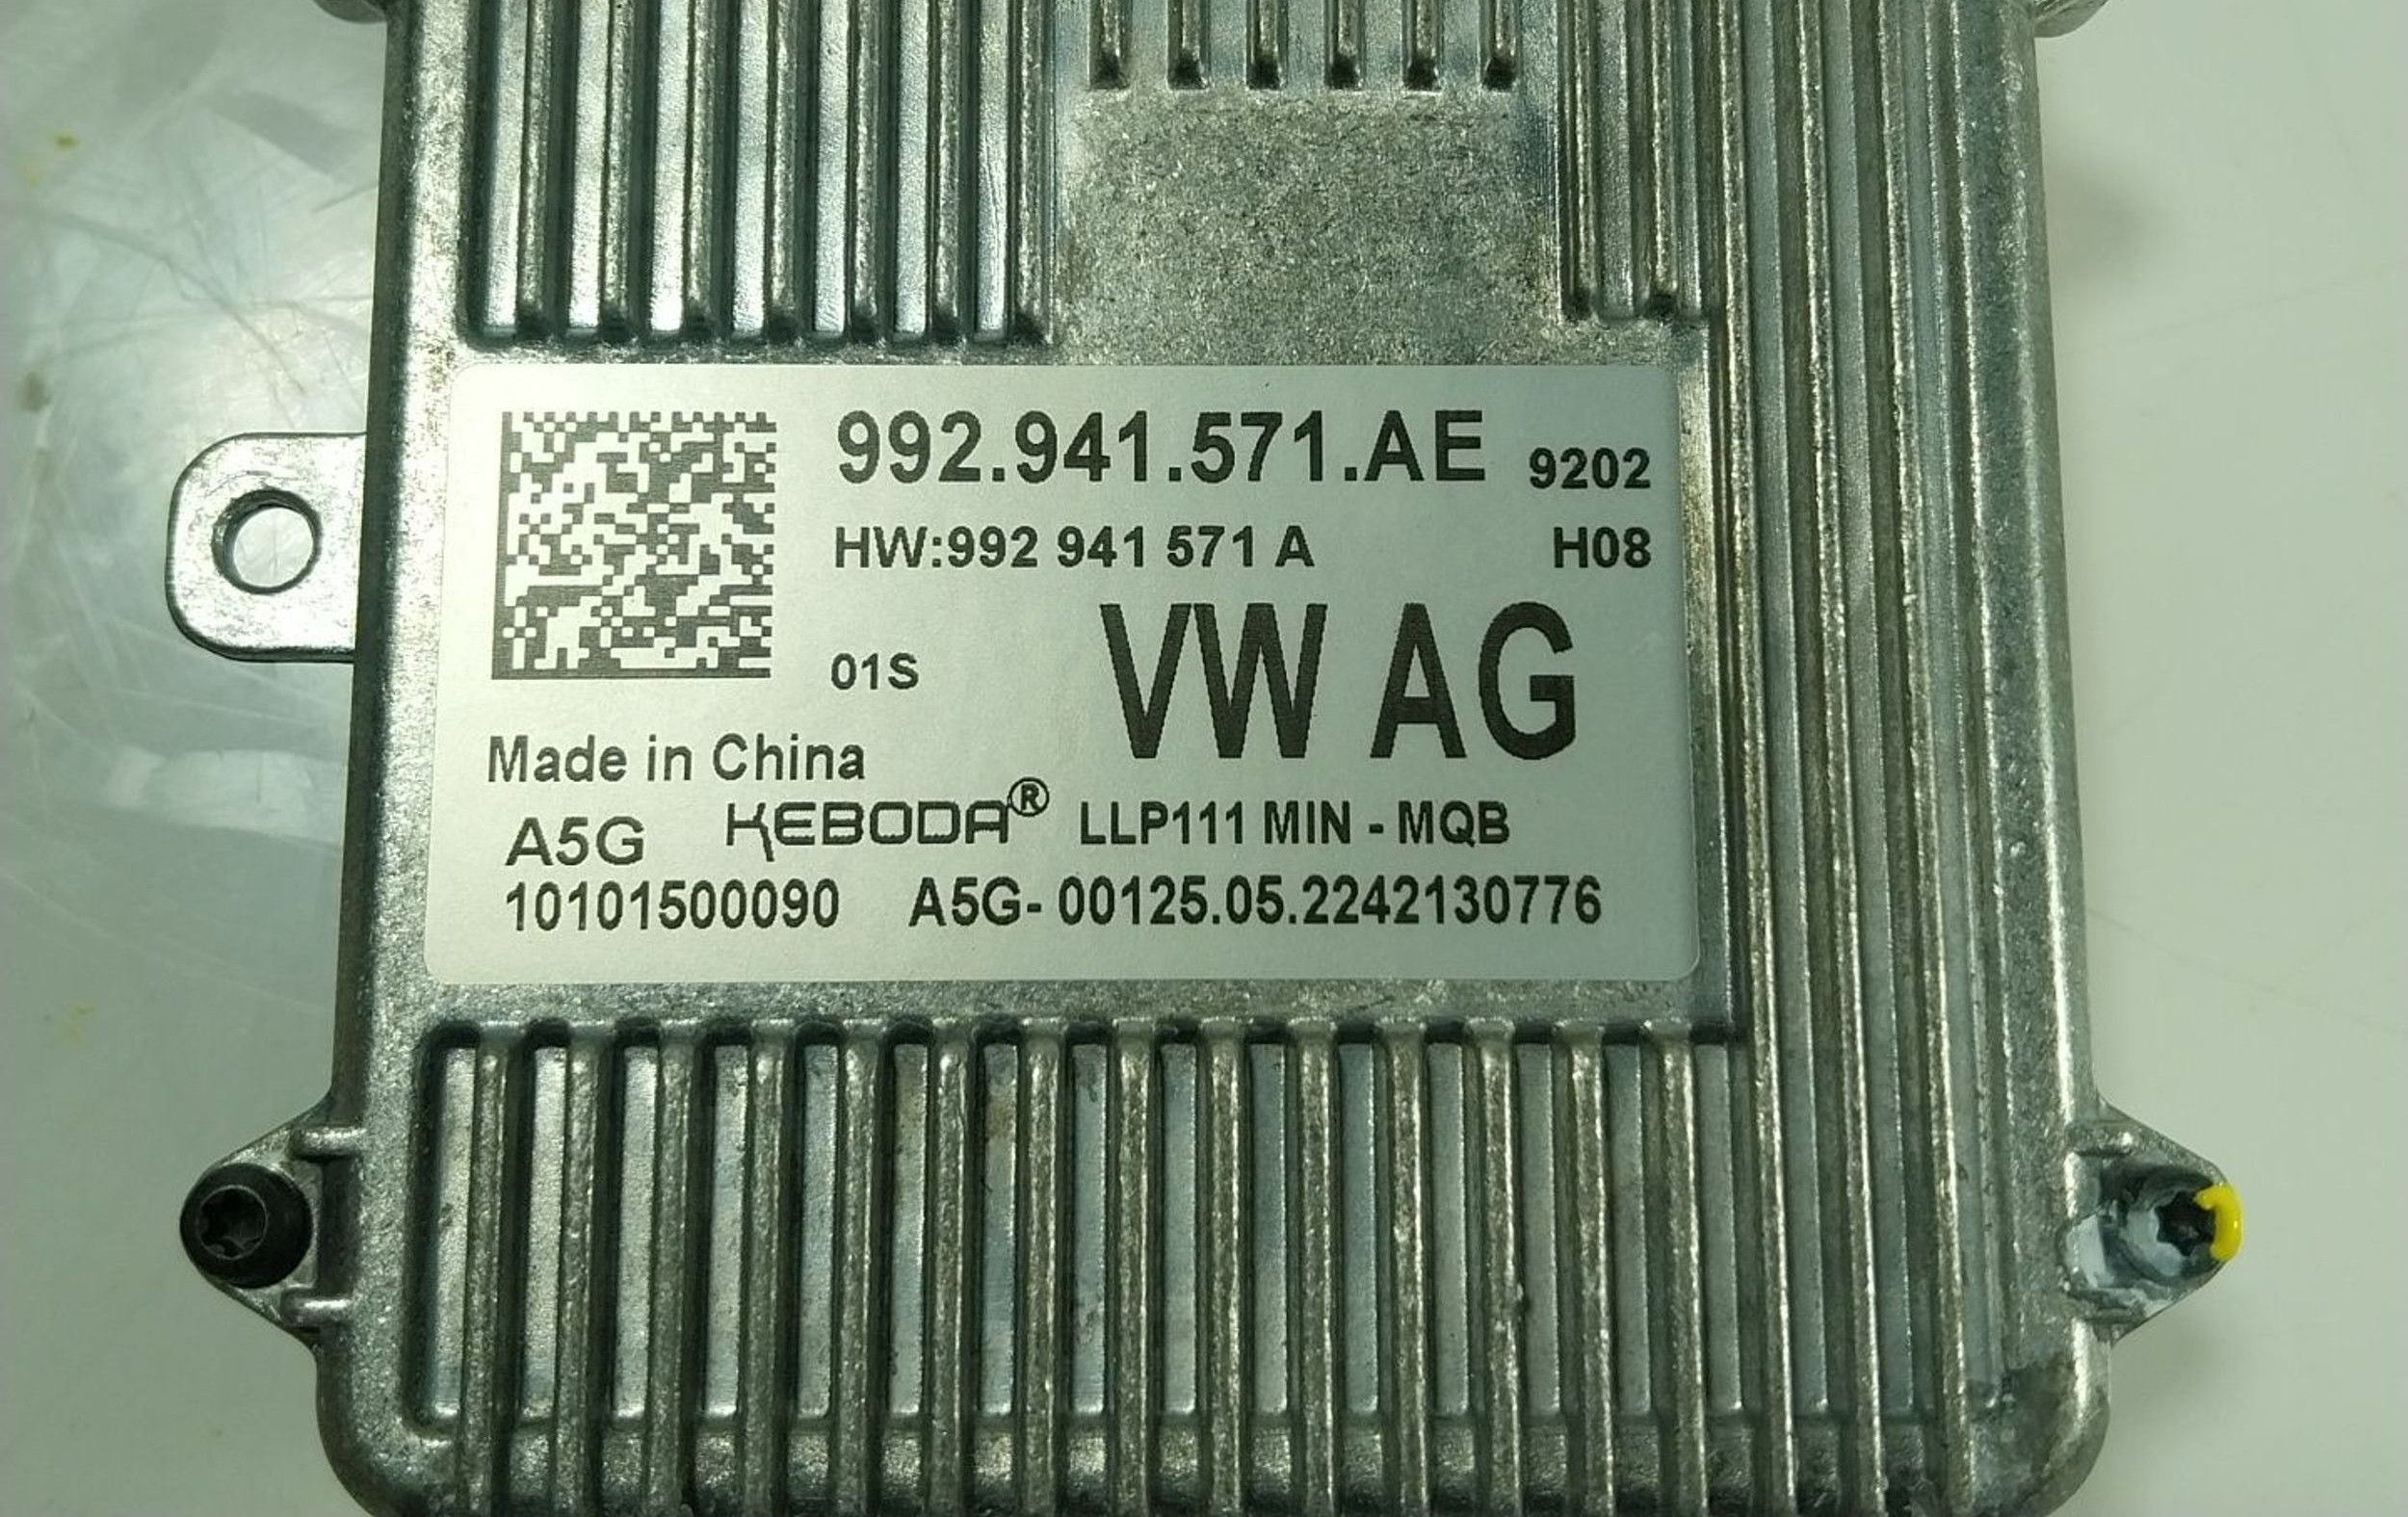 992.941.571.AE 9202
HW:992 941 571 A H08
01S VW AG
Made in China
A5G KEBODA® LLP111 MIN - MQB
10101500090 A5G- 00125.05.2242130776